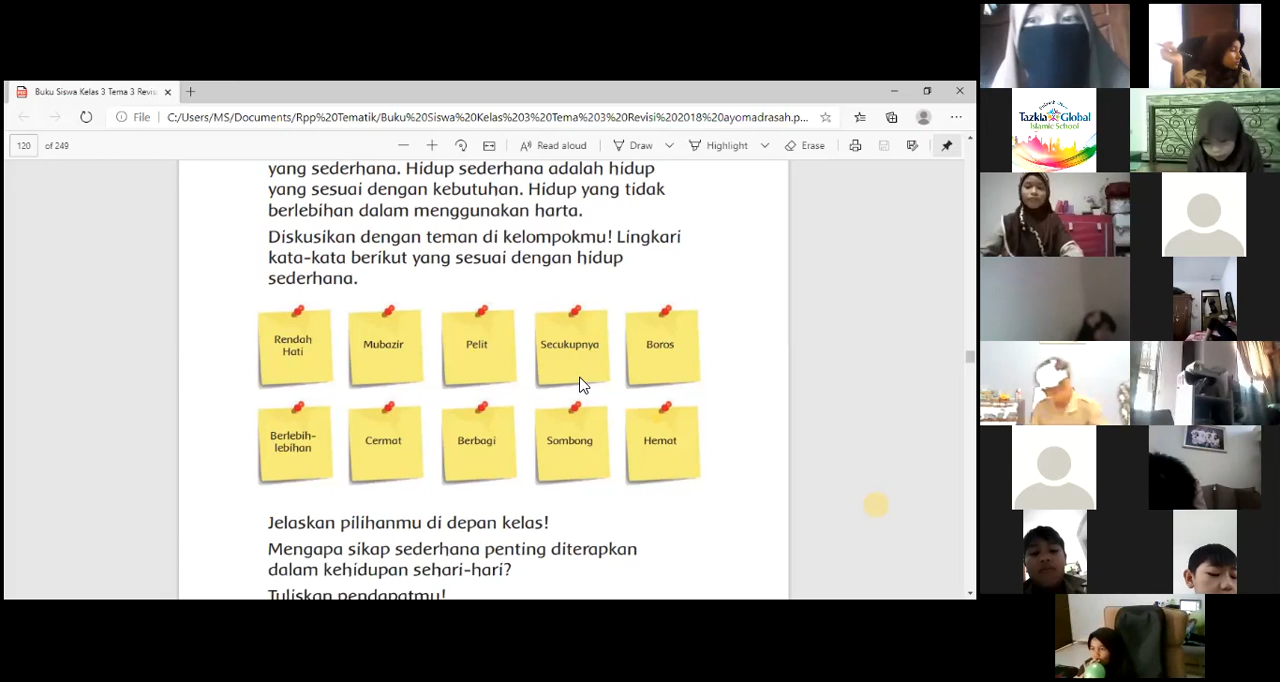 Buku Siswa Kelas 3 Tema 3 Revis
File
C:/Users/MS/Documents/Rpp%20Tematik/Buku%20Siswa%20Kelas%203%20Tema%203%20Revisi%202018%20ayomadrasah.p...
120 of 249
Read aloud
Draw
Highlight
Erase
yang sederhana. Hidup sederhana adalah hidup
yang sesuai dengan kebutuhan. Hidup yang tidak
berlebihan dalam menggunakan harta.
Diskusikan dengan teman di kelompokmu! Lingkari
kata-kata berikut yang sesuai dengan hidup
sederhana.
Rendah
Hati
Mubazir
Pelit
Secukupnya
Boros
Berlebih-
lebihan
Cermat
Berbagi
Sombong
Hemat
Jelaskan pilihanmu di depan kelas!
Mengapa sikap sederhana penting diterapkan
dalam kehidupan sehari-hari?
Tuliskan pendapatmu!
Tazkia Global
Islamic School